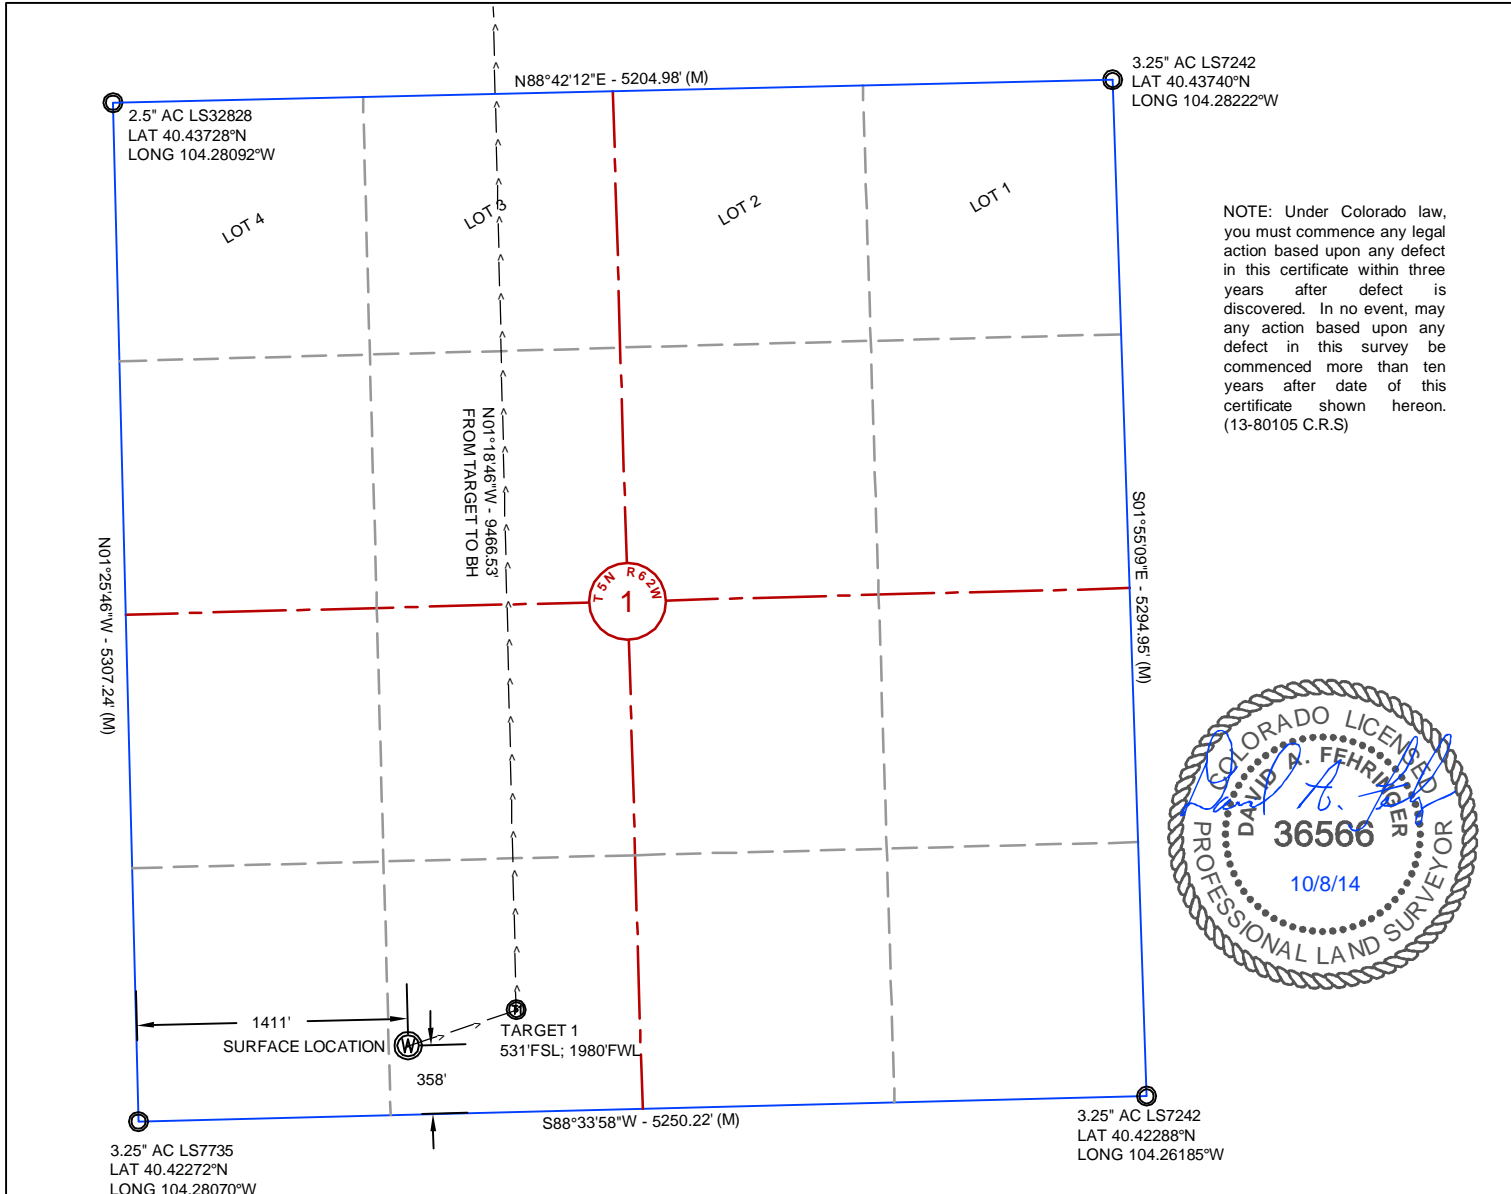 N88°42'12"E - 5204.98' (M)
3.25" AC LS7242
LAT 40.43740°N
LONG 104.28222°W
2.5" AC LS32828
LAT 40.43728°N
LONG 104.28092°W
LOT 4
LOT 3
LOT 2
LOT 1
NOTE: Under Colorado law,
you must commence any legal
action based upon any defect
in this certificate within three
years after defect is
discovered. In no event, may
any action based upon any
defect in this survey be
commenced more than ten
years after date of this
certificate shown hereon.
(13-80105 C.R.S)
N01°18'46"W - 9466.53'
FROM TARGET TO BH
N01°25'46"W - 5307.24' (M)
S01°55'09"E - 5294.95' (M)
T5N R62W
1
COLORADO LICENSED
DAVID A. FEHRINGER
36566
10/8/14
PROFESSIONAL LAND SURVEYOR
1411'
SURFACE LOCATION
W
TARGET 1
531'FSL; 1980'FWL
358'
S88°33'58"W - 5250.22' (M)
3.25" AC LS7735
LAT 40.42272°N
LONG 104.28070°W
3.25" AC LS7242
LAT 40.42288°N
LONG 104.26185°W